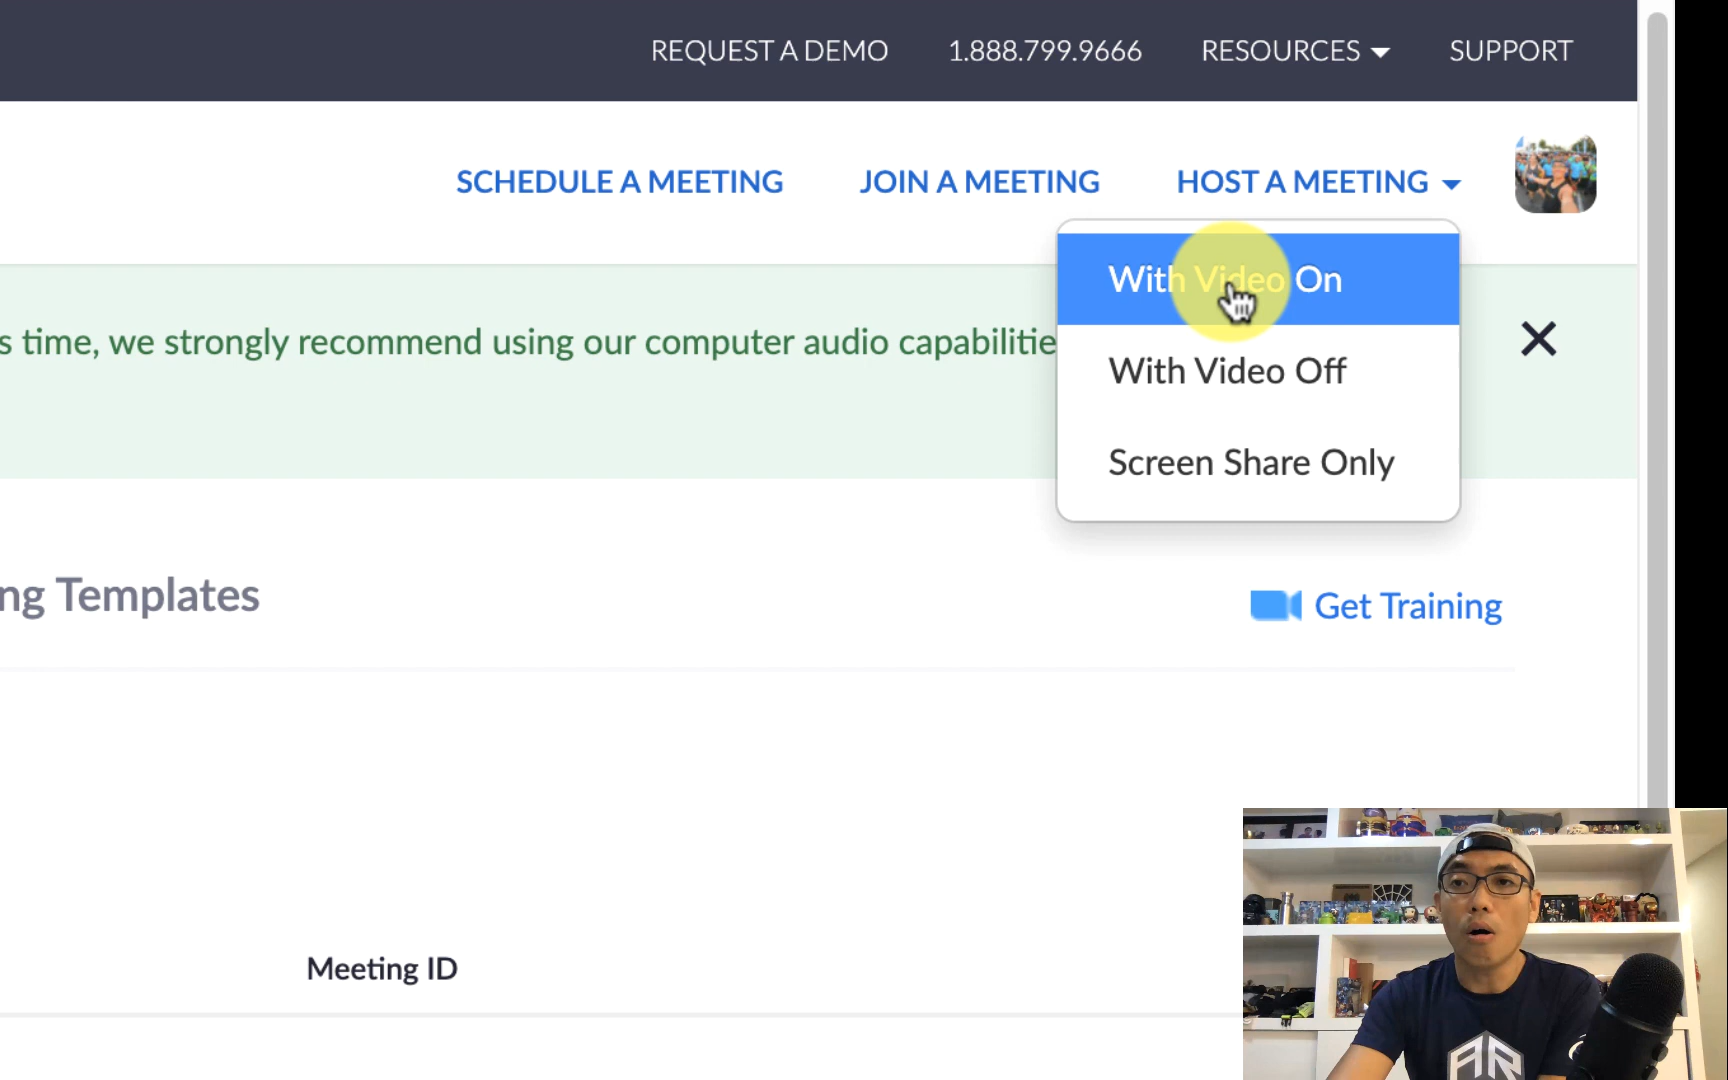 REQUEST A DEMO 1.888.799.9666 RESOURCES SUPPORT
SCHEDULE A MEETING JOIN A MEETING HOST A MEETING
With Video On
s time, we strongly recommend using our computer audio capabilitie
With Video Off
Screen Share Only
ng Templates
Get Training
Meeting ID
AR